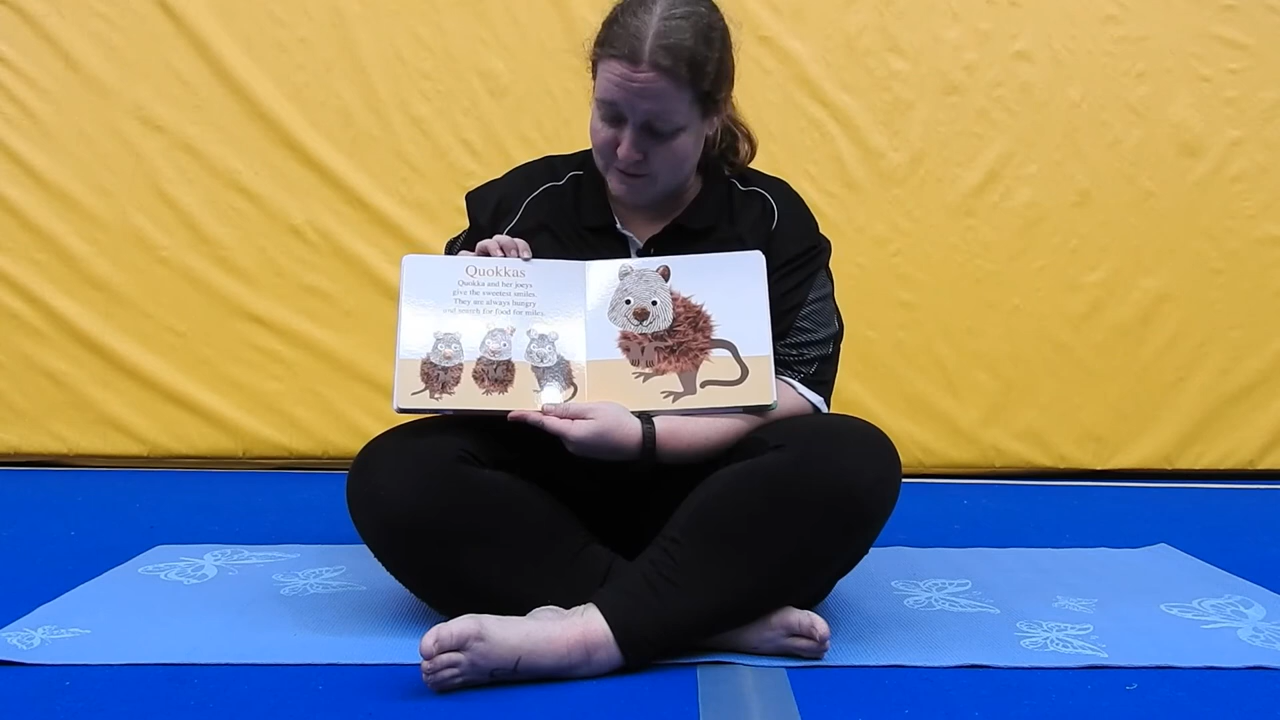 Quokkas
Quokka and her joeys
give the sweetest smiles.
They are always hungry
and search for food for miles.